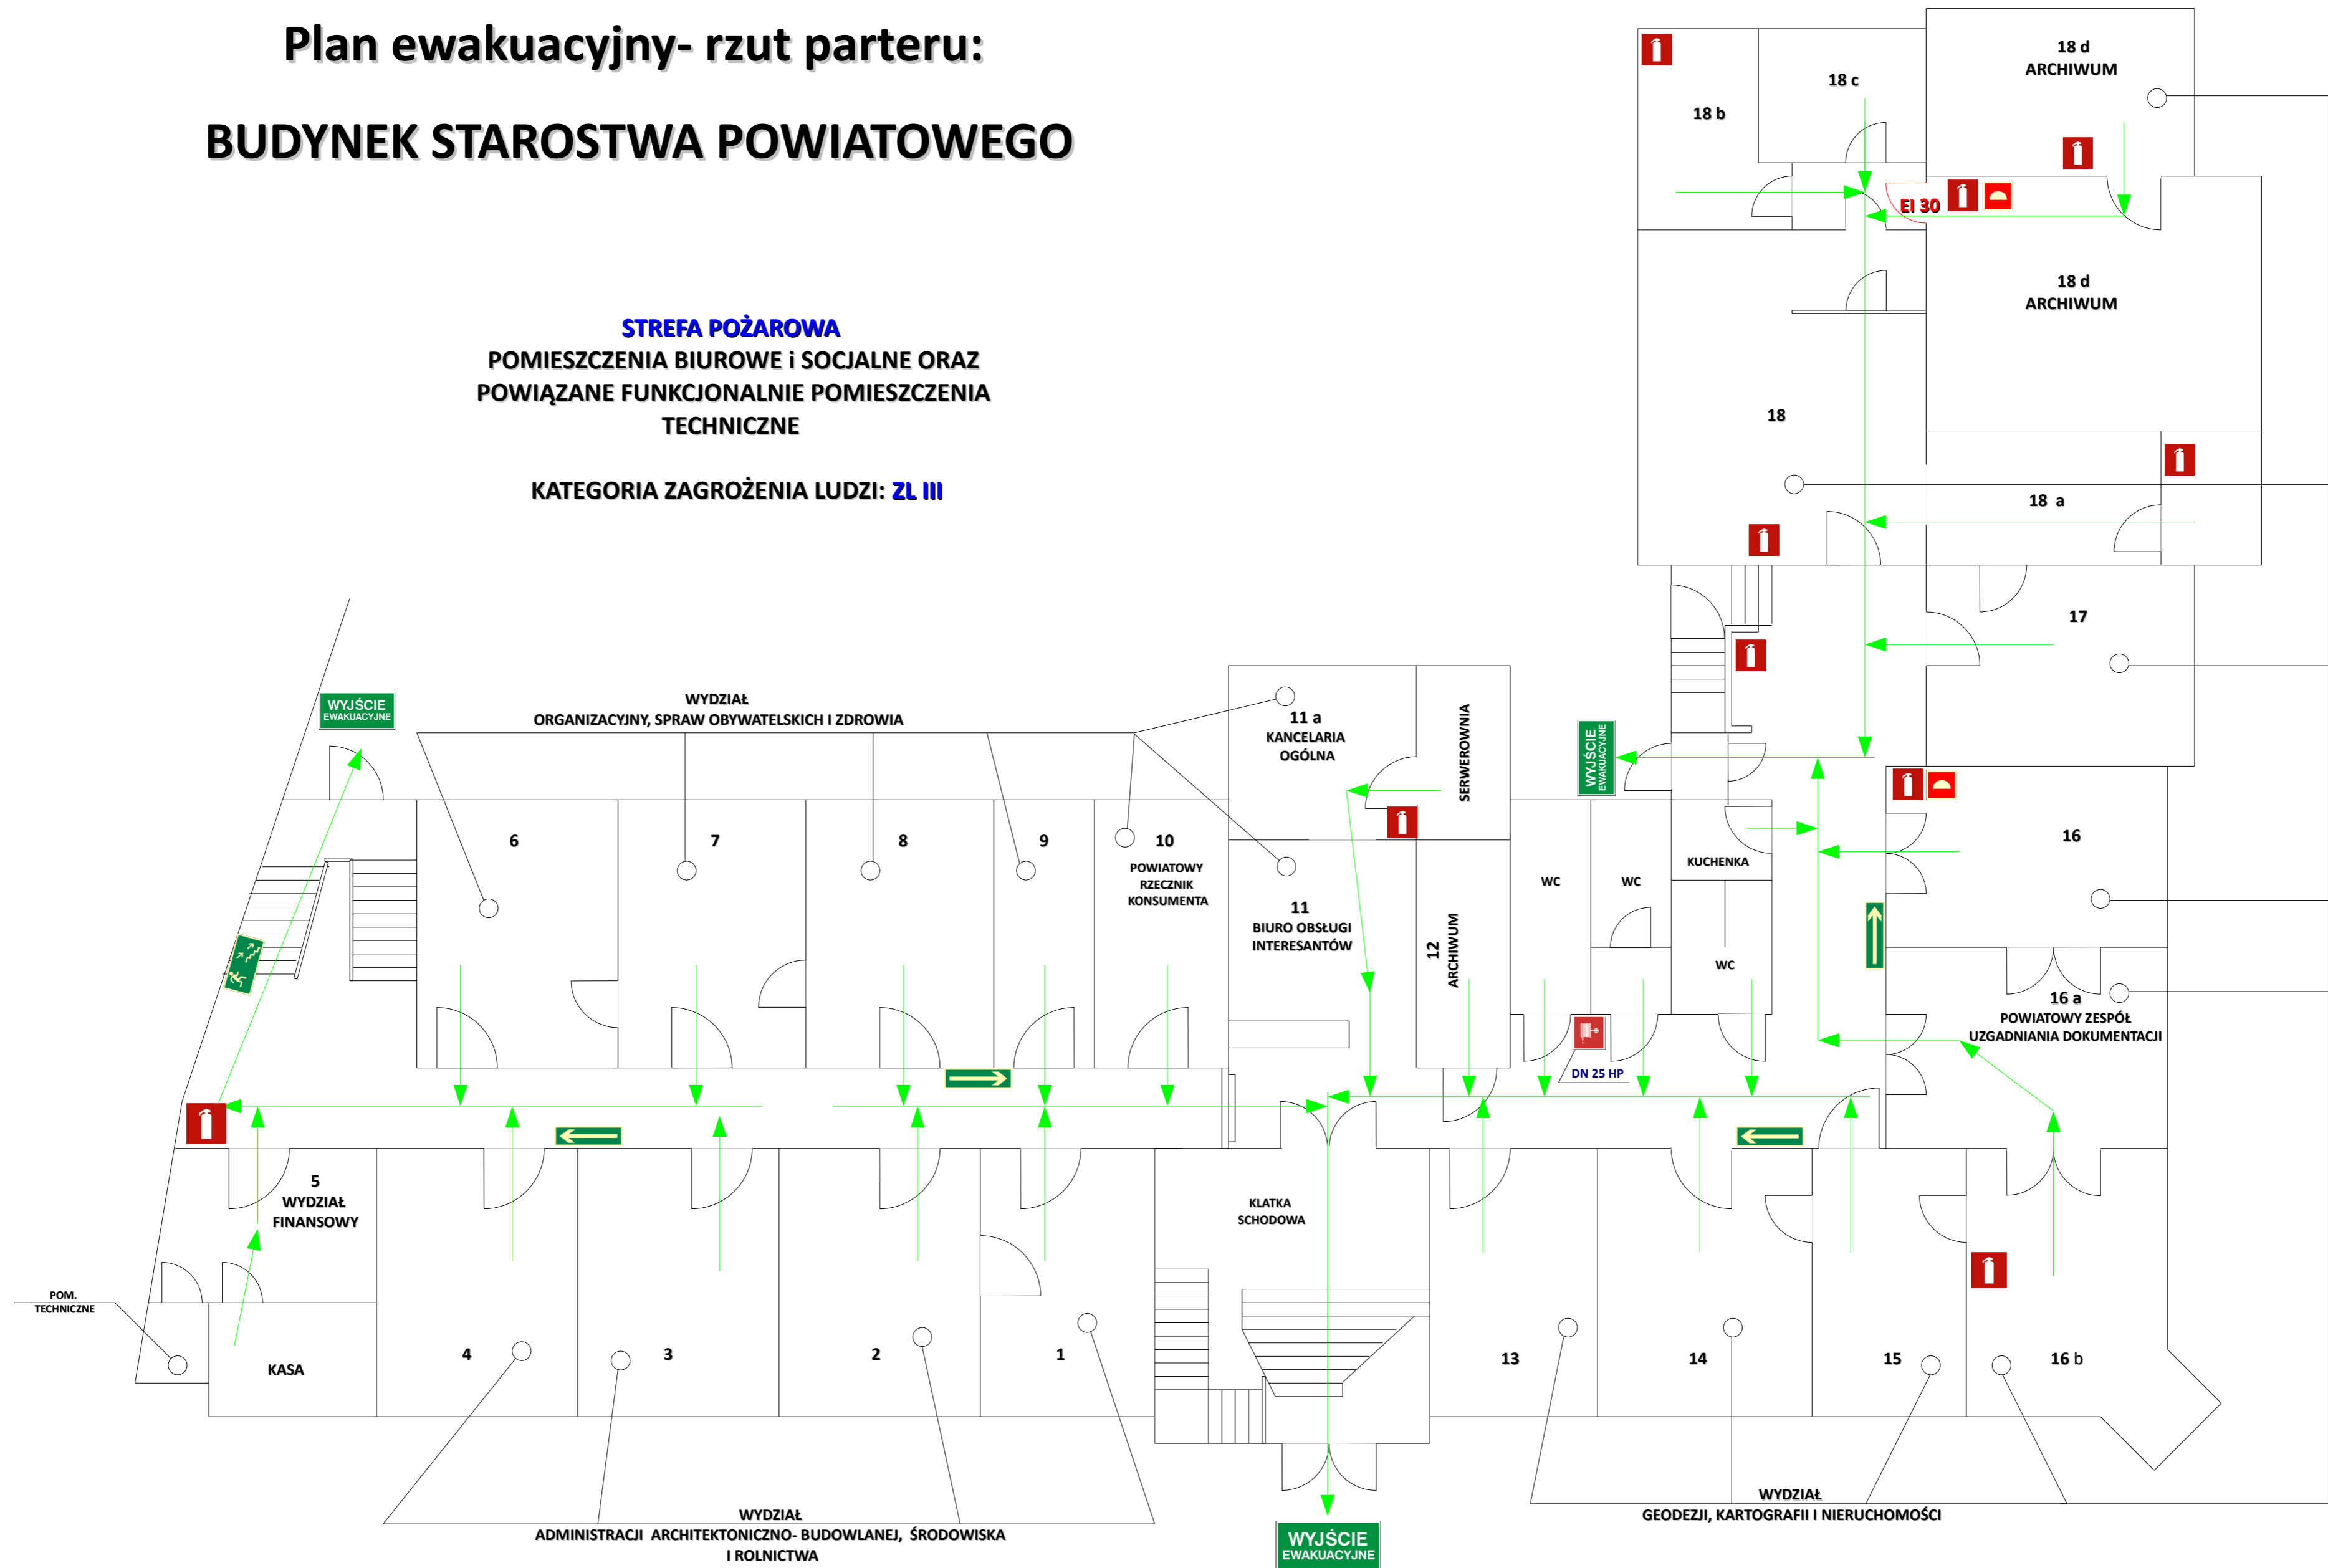 Plan ewakuacyjny- rzut parteru:
BUDYNEK STAROSTWA POWIATOWEGO
STREFA POŻAROWA
POMIESZCZENIA BIUROWE i SOCJALNE ORAZ
POWIĄZANE FUNKCJONALNIE POMIESZCZENIA
TECHNICZNE
KATEGORIA ZAGROŻENIA LUDZI: ZL III
18 b
18 c
18 d
ARCHIWUM
EI 30
18 d
ARCHIWUM
18
18 a
17
WYJŚCIE
EWAKUACYJNE
WYDZIAŁ
ORGANIZACYJNY, SPRAW OBYWATELSKICH I ZDROWIA
11 a
KANCELARIA
OGÓLNA
SERWEROWNIA
WYJŚCIE
EWAKUACYJNE
6
7
8
9
10
POWIATOWY
RZECZNIK
KONSUMENTA
11
BIURO OBSŁUGI
INTERESANTÓW
12
ARCHIWUM
WC
WC
KUCHENKA
WC
16
16 a
POWIATOWY ZESPÓŁ
UZGADNIANIA DOKUMENTACJI
DN 25 HP
5
WYDZIAŁ
FINANSOWY
KLATKA
SCHODOWA
POM.
TECHNICZNE
KASA
4
3
2
1
13
14
15
16 b
WYDZIAŁ
ADMINISTRACJI ARCHITEKTONICZNO- BUDOWLANEJ, ŚRODOWISKA
I ROLNICTWA
WYDZIAŁ
GEODEZJI, KARTOGRAFII I NIERUCHOMOŚCI
WYJŚCIE
EWAKUACYJNE